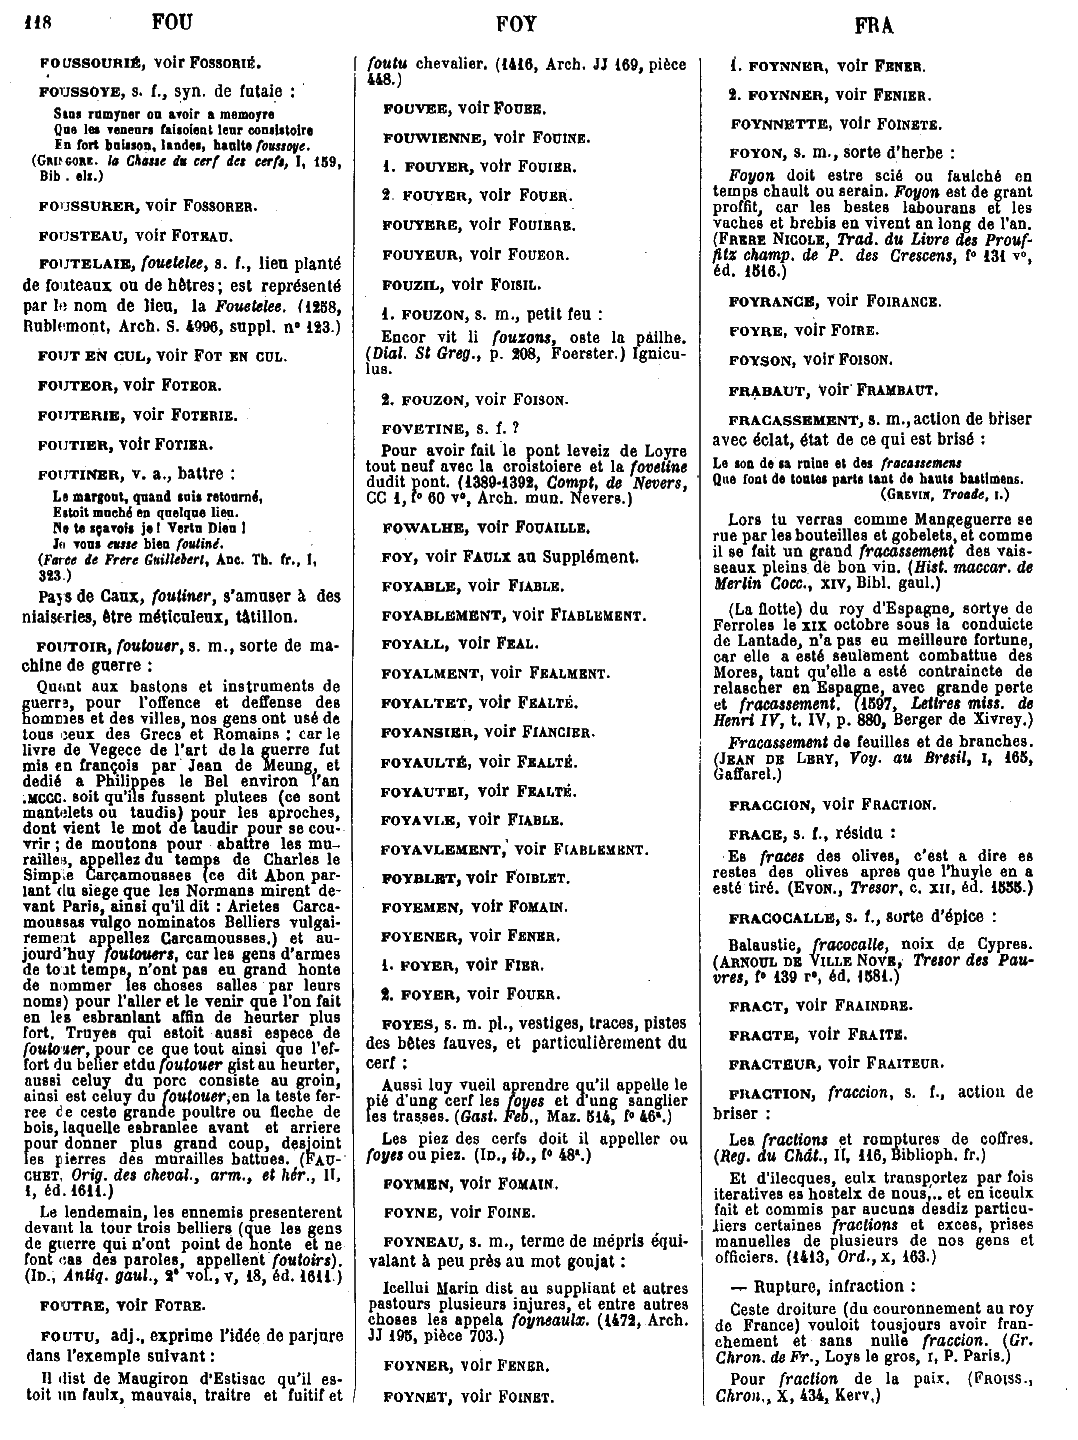 118 FOU FOY FRA
FOUSSOURIÉ, voir FOSSORIÉ.
FOUSSOYE, s. f., syn. de futaie :
Sans rumyner ou avoir a memoyre
Que les veneurs faisoient leur consistoire
En fort buisson, landes, haulte foussoye.
(GRINGORE. la Chasse du cerf des cerfs, I, 159,
Bib. elz.)
FOUSSURER, voir FOSSORER.
FOUSTEAU, voir FOTEAU.
FOUTELAIE, fouetelee, s. f., lieu planté
de fouteaux ou de hêtres; est représenté
par le nom de lieu, la Fouetelee. (1258,
Rublemont, Arch. S. 4996, suppl. n° 123.)
FOUT EN CUL, voir FOT EN CUL.
FOUTEOR, voir FOTEOR.
FOUTERIE, voir FOTERIE.
FOUTIER, voir FOTIER.
FOUTINER, v. a., battre :
Le margout, quand suis retourné,
Estoit muché en quelque lieu.
Ne te sçavois je! Vertu Dieu!
Je vous eusse bien foutiné.
(Farce de Frere Guillebert, Anc. Th. fr., I,
323.)
Pays de Caux, foutiner, s'amuser à des
niaiseries, être méticuleux, tâtillon.
FOUTOIR, foutouer, s. m., sorte de ma-
chine de guerre :
Quant aux bastons et instruments de
guerre, pour l'offence et deffense des
hommes et des villes, nos gens ont usé de
tous ceux des Grecs et Romains : car le
livre de Vegece de l'art de la guerre fut
mis en françois par Jean de Meung, et
dedié a Philippes le Bel environ l'an
.MCCC. soit qu'ils fussent plutees (ce sont
mantelets ou taudis) pour les aproches,
dont vient le mot de taudir pour se cou-
vrir; de moutons pour abattre les mu-
railles, appellez du temps de Charles le
Simple Carçamousses (ce dit Abon par-
lant du siege que les Normans mirent de-
vant Paris, ainsi qu'il dit : Arietes Carca-
moussas vulgo nominatos Belliers vulgai-
rement appellez Carcamousses.) et au-
jourd'huy foutouers, car les gens d'armes
de tout temps, n'ont pas eu grand honte
de nommer les choses salles par leurs
noms) pour l'aller et le venir que l'on fait
en les esbranlant affin de heurter plus
fort. Truyes qui estoit aussi espece de
foutouer, pour ce que tout ainsi que l'ef-
fort du belier et du foutouer gist au heurter,
aussi celuy du porc consiste au groin,
ainsi est celuy du foutouer, en la teste fer-
ree de ceste grande poultre ou fleche de
bois, laquelle esbranlee avant et arriere
pour donner plus grand coup, desjoint
les pierres des murailles battues. (FAU-
CHET, Orig. des cheval., arm., et hér., II,
1, éd. 1611.)
Le lendemain, les ennemis presenterent
devant la tour trois belliers (que les gens
de guerre qui n'ont point de honte et ne
font cas des paroles, appellent foutoirs).
(ID., Antiq. gaul., 2° vol., V, 18, éd. 1611.)
FOUTRE, voir FOTRE.
FOUTU, adj., exprime l'idée de parjure
dans l'exemple suivant :
Il dist de Maugiron d'Estisac qu'il es-
toit un faulx, mauvais, traitre et fuitif et
foutu chevalier. (1416, Arch. JJ 169, pièce
448.)
FOUVEE, voir FOUEE.
FOUWIENNE, voir FOUINE.
1. FOUYER, voir FOUIER.
2. FOUYER, voir FOUER.
FOUYERE, voir FOUIERE.
FOUYEUR, voir FOUEOR.
FOUZIL, voir FOISIL.
1. FOUZON, s. m., petit feu :
Encor vit li fouzons, oste la pailhe.
(Dial. St Greg., p. 208, Foerster.) Ignicu-
lus.
2. FOUZON, voir FOISON.
FOVETINE, s. f. ?
Pour avoir fait le pont leveiz de Loyre
tout neuf avec la croistoiere et la foveline
dudit pont. (1389-1392, Compt. de Nevers,
CC 1, f° 60 v°, Arch. mun. Nevers.)
FOWALHE, voir FOUAILLE.
FOY, voir FAULX au Supplément.
FOYABLE, voir FIABLE.
FOYABLEMENT, voir FIABLEMENT.
FOYALL, voir FEAL.
FOYALMENT, voir FEALMENT.
FOYALTET, voir FEALTÉ.
FOYANSIER, voir FIANCIER.
FOYAULTÉ, voir FEALTÉ.
FOYAUTEI, voir FEALTÉ.
FOYAVLE, voir FIABLE.
FOYAVLEMENT, voir FIABLEMENT.
FOYBLET, voir FOIBLET.
FOYEMEN, voir FOMAIN.
FOYENER, voir FENER.
1. FOYER, voir FIER.
2. FOYER, voir FOUER.
FOYES, s. m. pl., vestiges, traces, pistes
des bêtes fauves, et particulièrement du
cerf :
Aussi luy vueil aprendre qu'il appelle le
pié d'ung cerf les foyes et d'ung sanglier
les trasses. (Gast. Feb., Maz. 514, f° 46ª.)
Les piez des cerfs doit il appeller ou
foyes ou piez. (ID., ib., f° 48ª.)
FOYMEN, voir FOMAIN.
FOYNE, voir FOINE.
FOYNEAU, s. m., terme de mépris équi-
valant à peu près au mot goujat :
Icellui Marin dist au suppliant et autres
pastours plusieurs injures, et entre autres
choses les appela foyneaulx. (1472, Arch.
JJ 195, pièce 703.)
FOYNER, voir FENER.
FOYNET, voir FOINET.
1. FOYNNER, voir FENER.
2. FOYNNER, voir FENIER.
FOYNNETTE, voir FOINETE.
FOYON, s. m., sorte d'herbe :
Foyon doit estre scié ou faulché en
temps chault ou serain. Foyon est de grant
proffit, car les bestes labourans et les
vaches et brebis en vivent an long de l'an.
(FRERE NICOLE, Trad. du Livre des Prouf-
fitz champ. de P. des Crescens, f° 131 v°,
éd. 1516.)
FOYRANCE, voir FOIRANCE.
FOYRE, voir FOIRE.
FOYSON, voir FOISON.
FRABAUT, voir FRAMBAUT.
FRACASSEMENT, s. m., action de briser
avec éclat, état de ce qui est brisé :
Le son de sa ruine et des fracassemens
Que font de toutes parts tant de hauts bastimens.
(GREVIN, Troade, I.)
Lors tu verras comme Mangeguerre se
rue par les bouteilles et gobelets, et comme
il se fait un grand fracassement des vais-
seaux pleins de bon vin. (Hist. maccar. de
Merlin Cocc., XIV, Bibl. gaul.)
(La flotte) du roy d'Espagne, sortye de
Ferroles le XIX octobre sous la conduicte
de Lantade, n'a pas eu meilleure fortune,
car elle a esté seulement combattue des
Mores, tant qu'elle a esté contraincte de
relascher en Espagne, avec grande perte
et fracassement. (1597, Lettres miss. de
Henri IV, t. IV, p. 880, Berger de Xivrey.)
Fracassement de feuilles et de branches.
(JEAN DE LERY, Voy. au Bresil, I, 165,
Gaffarel.)
FRACCION, voir FRACTION.
FRACE, s. f., résidu :
Es fraces des olives, c'est a dire es
restes des olives apres que l'huyle en a
esté tiré. (EVON., Tresor, c. XII, éd. 1555.)
FRACOCALLE, s. f., sorte d'épice :
Balaustie, fracocalle, noix de Cypres.
(ARNOUL DE VILLE NOVE, Tresor des Pau-
vres, f° 139 r°, éd. 1581.)
FRACT, voir FRAINDRE.
FRACTE, voir FRAITE.
FRACTEUR, voir FRAITEUR.
FRACTION, fraccion, s. f., action de
briser :
Les fractions et romptures de coffres.
(Reg. du Chât., II, 116, Biblioph. fr.)
Et d'ilecques, eulx transportez par fois
iteratives es hostelx de nous,.. et en iceulx
fait et commis par aucuns desdiz particu-
liers certaines fractions et exces, prises
manuelles de plusieurs de nos gens et
officiers. (1413, Ord., X, 163.)
— Rupture, infraction :
Ceste droiture (du couronnement au roy
de France) vouloit tousjours avoir fran-
chement et sans nulle fraccion. (Gr.
Chron. de Fr., Loys le gros, I, P. Paris.)
Pour fraction de la paix. (FROISS.,
Chron., X, 434, Kerv.)